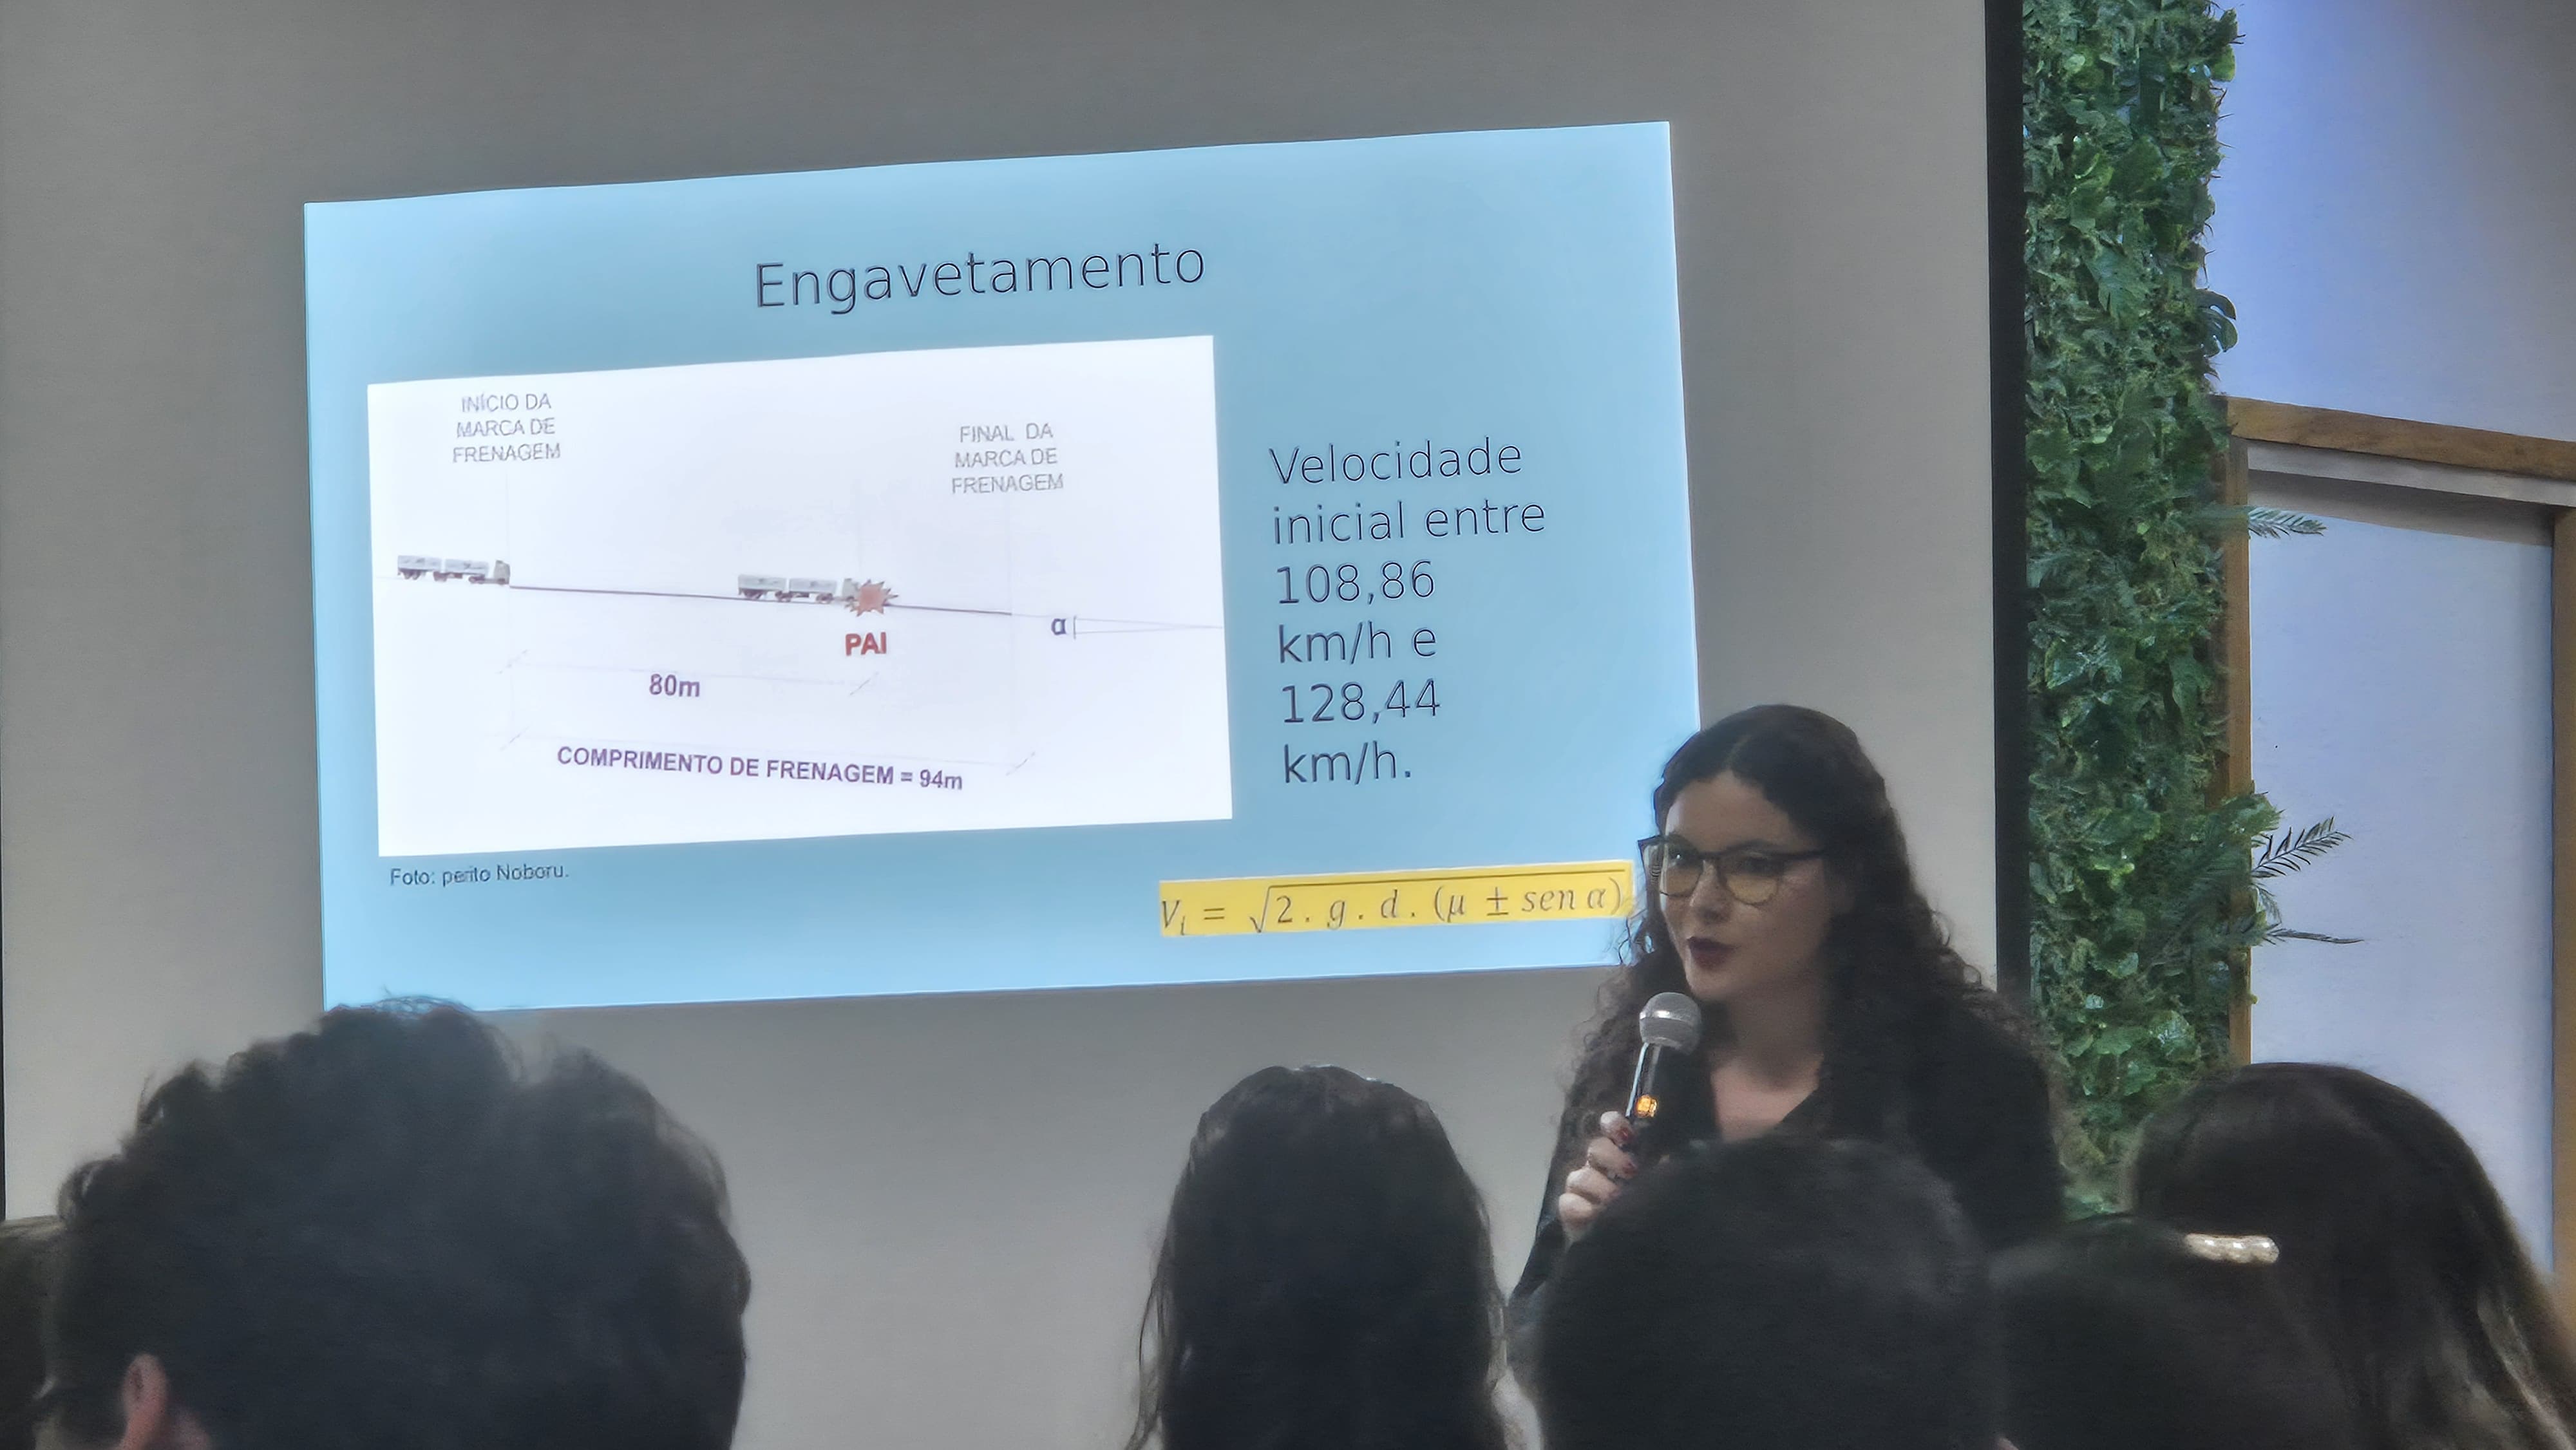 Engavetamento
INÍCIO DA
MARCA DE
FRENAGEM
FINAL DA
MARCA DE
FRENAGEM
α
PAI
80m
COMPRIMENTO DE FRENAGEM = 94m
Foto: perito Noboru.
Velocidade
inicial entre
108,86
km/h e
128,44
km/h.
V_i = √2 . g . d . (μ ± sen α)